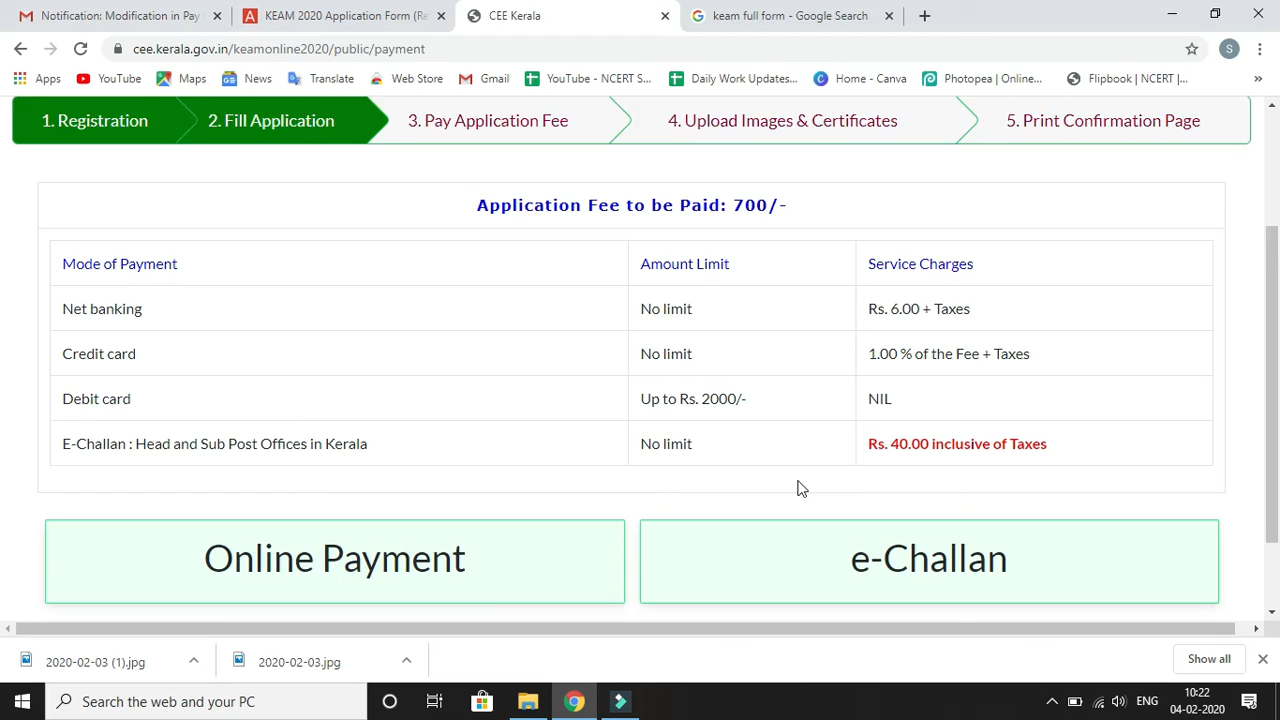 Notification: Modification in Pay
KEAM 2020 Application Form (Re
CEE Kerala
keam full form - Google Search
cee.kerala.gov.in/keamonline2020/public/payment
S
Apps
YouTube
Maps
News
Translate
Web Store
Gmail
YouTube - NCERT S...
Daily Work Updates...
Home - Canva
Photopea | Online...
Flipbook | NCERT |...
»
1. Registration
2. Fill Application
3. Pay Application Fee
4. Upload Images & Certificates
5. Print Confirmation Page
Application Fee to be Paid: 700/-
Mode of Payment Amount Limit Service Charges
Net banking No limit Rs. 6.00 + Taxes
Credit card No limit 1.00 % of the Fee + Taxes
Debit card Up to Rs. 2000/- NIL
E-Challan : Head and Sub Post Offices in Kerala No limit Rs. 40.00 inclusive of Taxes
Online Payment
e-Challan
2020-02-03 (1).jpg
2020-02-03.jpg
Show all
Search the web and your PC
ENG
10:22
04-02-2020